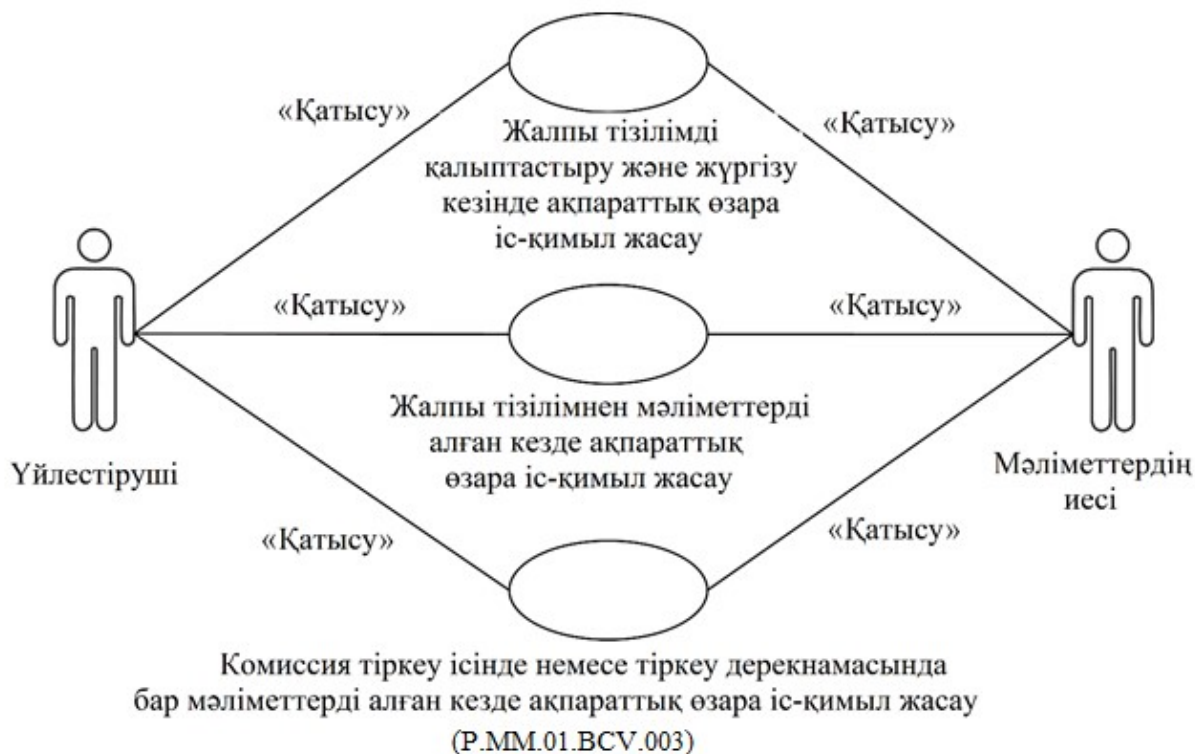 «Қатысу»
«Қатысу»
Жалпы тізілімді
қалыптастыру және жүргізу
кезінде ақпараттық өзара
іс-қимыл жасау
«Қатысу»
«Қатысу»
Жалпы тізілімнен мәліметтерді
алған кезде ақпараттық
өзара іс-қимыл жасау
Үйлестіруші
Мәліметтердің
иесі
«Қатысу»
«Қатысу»
Комиссия тіркеу ісінде немесе тіркеу дерекнамасында
бар мәліметтерді алған кезде ақпараттық өзара іс-қимыл жасау
(P.MM.01.BCV.003)